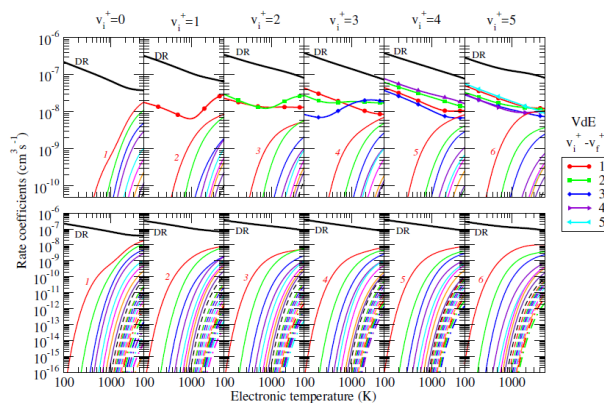 v_i^+=0 v_i^+=1 v_i^+=2 v_i^+=3 v_i^+=4 v_i^+=5
1000 1000 1000 1000 1000
10^-6
10^-7
10^-8
10^-9
10^-10
DR DR DR DR DR DR
1 2 3 4 5 6
VdE
v_i^+-v_f^+
1
2
3
4
5
Rate coefficients (cm^3 s^-1)
10^-6
10^-7
10^-8
10^-9
10^-10
10^-11
10^-12
10^-13
10^-14
10^-15
10^-16
DR DR DR DR DR DR
1 2 3 4 5 6
100 1000 100 1000 100 1000 100 1000 100 1000 100 1000
Electronic temperature (K)